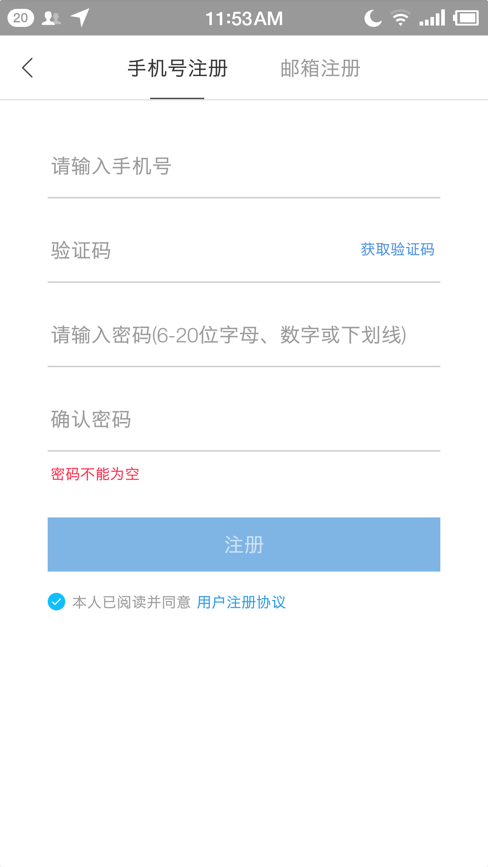 20 11:53AM
手机号注册 邮箱注册
请输入手机号
验证码 获取验证码
请输入密码(6-20位字母、数字或下划线)
确认密码
密码不能为空
注册
本人已阅读并同意 用户注册协议